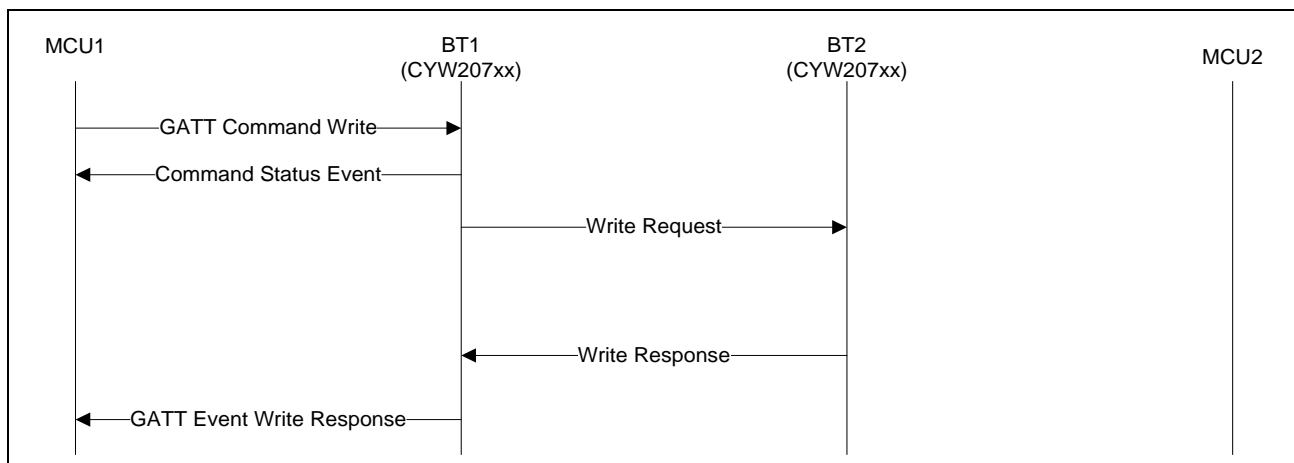 MCU1
BT1
(CYW207xx)
BT2
(CYW207xx)
MCU2
GATT Command Write
Command Status Event
Write Request
Write Response
GATT Event Write Response